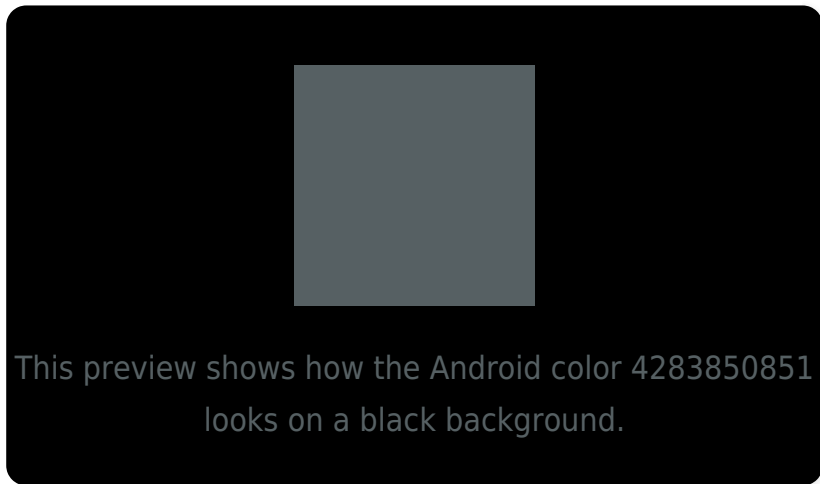 This preview shows how the Android color 4283850851
looks on a black background.